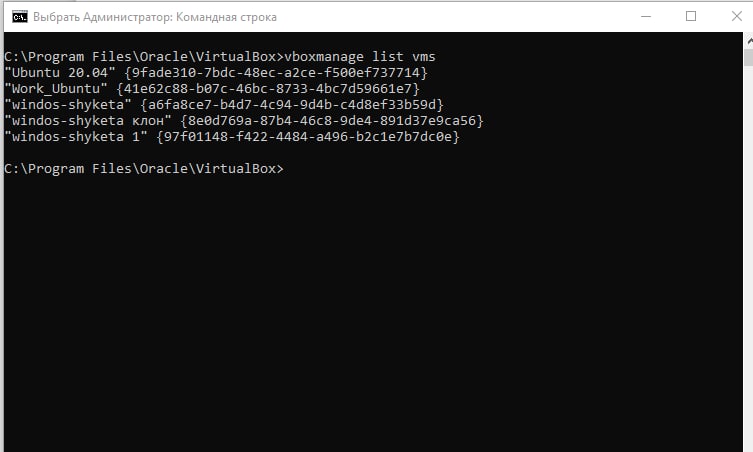 Выбрать Администратор: Командная строка
C:\Program Files\Oracle\VirtualBox>vboxmanage list vms
"Ubuntu 20.04" {9fade310-7bdc-48ec-a2ce-f500ef737714}
"Work_Ubuntu" {41e62c88-b07c-46bc-8733-4bc7d59661e7}
"windos-shyketa" {a6fa8ce7-b4d7-4c94-9d4b-c4d8ef33b59d}
"windos-shyketa клон" {8e0d769a-87b4-46c8-9de4-891d37e9ca56}
"windos-shyketa 1" {97f01148-f422-4484-a496-b2c1e7b7dc0e}
C:\Program Files\Oracle\VirtualBox>